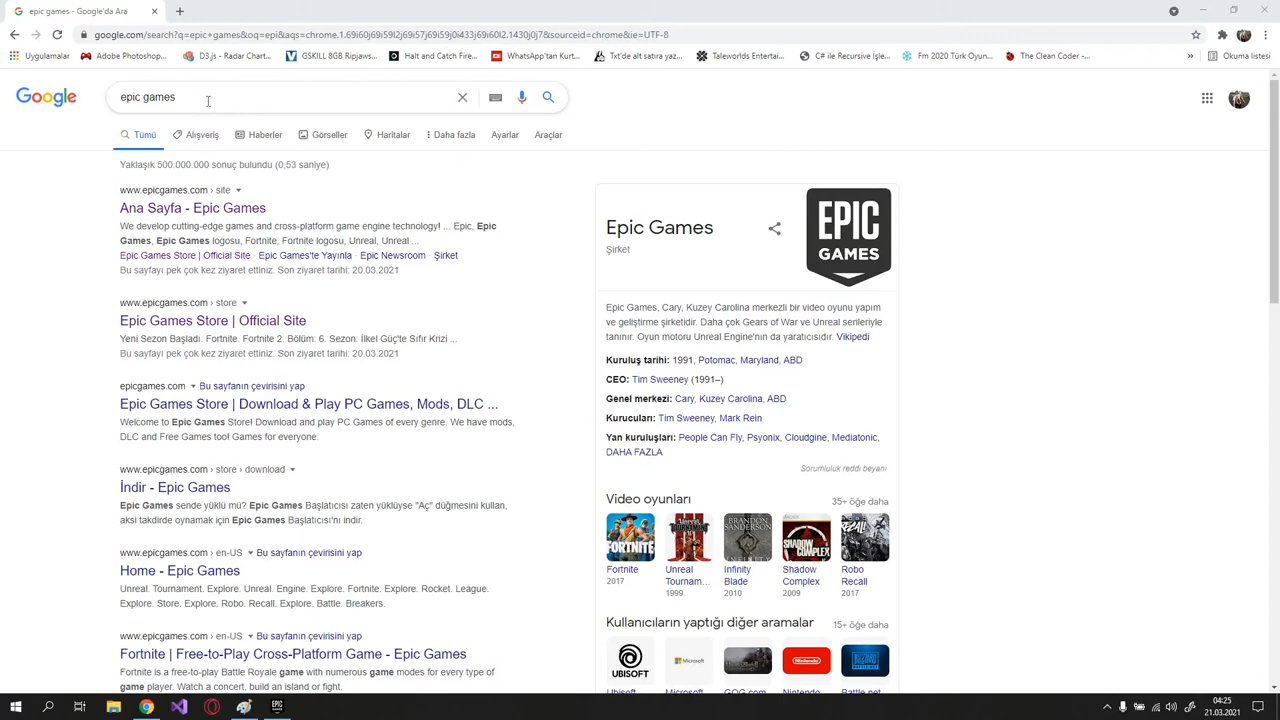 epic games - Google'da Ara
google.com/search?q=epic+games&oq=epi&aqs=chrome.1.69i60j69i59l2j69i57j69i59j0i433j69i60l2.1430j0j7&sourceid=chrome&ie=UTF-8
Uygulamalar
Adobe Photoshop...
D3.js - Radar Chart...
GSKILL 8GB Ripjaws...
Halt and Catch Fire...
WhatsApp'tan Kurt...
Txt'de alt satıra yaz...
Taleworlds Entertai...
C# ile Recursive İşle...
Fm 2020 Türk Oyun...
The Clean Coder -...
Okuma listesi
Google
epic games
Tümü
Alışveriş
Haberler
Görseller
Haritalar
Daha fazla
Ayarlar
Araçlar
Yaklaşık 500.000.000 sonuç bulundu (0,53 saniye)
www.epicgames.com › site
Ana Sayfa - Epic Games
We develop cutting-edge games and cross-platform game engine technology! ... Epic, Epic
Games, Epic Games logosu, Fortnite, Fortnite logosu, Unreal, Unreal ...
Epic Games Store | Official Site · Epic Games'te Yayınla · Epic Newsroom · Şirket
Bu sayfayı pek çok kez ziyaret ettiniz. Son ziyaret tarihi: 20.03.2021
www.epicgames.com › store
Epic Games Store | Official Site
Yeni Sezon Başladı. Fortnite. Fortnite 2. Bölüm: 6. Sezon: İlkel Güç'te Sıfır Krizi ...
Bu sayfayı pek çok kez ziyaret ettiniz. Son ziyaret tarihi: 20.03.2021
epicgames.com Bu sayfanın çevirisini yap
Epic Games Store | Download & Play PC Games, Mods, DLC ...
Welcome to Epic Games Store! Download and play PC Games of every genre. We have mods,
DLC and Free Games too! Games for everyone.
www.epicgames.com › store › download
İndir - Epic Games
Epic Games sende yüklü mü? Epic Games Başlatıcısı zaten yüklüyse "Aç" düğmesini kullan,
aksi takdirde oynamak için Epic Games Başlatıcısı'nı indir.
www.epicgames.com › en-US Bu sayfanın çevirisini yap
Home - Epic Games
Unreal. Tournament. Explore. Unreal. Engine. Explore. Fortnite. Explore. Rocket. League.
Explore. Store. Explore. Robo. Recall. Explore. Battle. Breakers.
www.epicgames.com › en-US Bu sayfanın çevirisini yap
Fortnite | Free-to-Play Cross-Platform Game - Epic Games
Fortnite is a free-to-play Battle Royale game with numerous game modes for every type of
game player. Watch a concert, build an island or fight.
Epic Games
Şirket
EPIC
GAMES
Epic Games, Cary, Kuzey Carolina merkezli bir video oyunu yapım
ve geliştirme şirketidir. Daha çok Gears of War ve Unreal serileriyle
tanınır. Oyun motoru Unreal Engine'nın da yaratıcısıdır. Vikipedi
Kuruluş tarihi: 1991, Potomac, Maryland, ABD
CEO: Tim Sweeney (1991–)
Genel merkezi: Cary, Kuzey Carolina, ABD
Kurucuları: Tim Sweeney, Mark Rein
Yan kuruluşları: People Can Fly, Psyonix, Cloudgine, Mediatonic,
DAHA FAZLA
Sorumluluk reddi beyanı
Video oyunları
35+ öğe daha
FORTNITE
BRANDON
SANDERSON
SHADOW
COMPLEX
Fortnite
2017
Unreal
Tournam...
1999
Infinity
Blade
2010
Shadow
Complex
2009
Robo
Recall
2017
Kullanıcıların yaptığı diğer aramalar
15+ öğe daha
UBISOFT
Microsoft
Nintendo
BLIZZARD
Ubisoft
Microsoft
GOG.com
Nintendo
Battle.net
EPIC
GAMES
04:25
21.03.2021